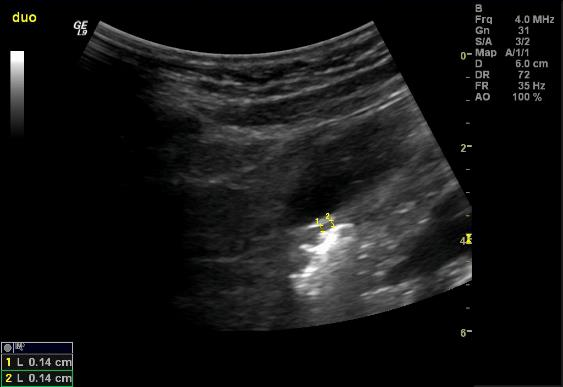 duo
GE
L9
B
Frq 4.0 MHz
Gn 31
S/A 3/2
Map A/1/1
D 6.0 cm
DR 72
FR 35 Hz
AO 100 %
0
2
4
6
1
2
1 L 0.14 cm
2 L 0.14 cm